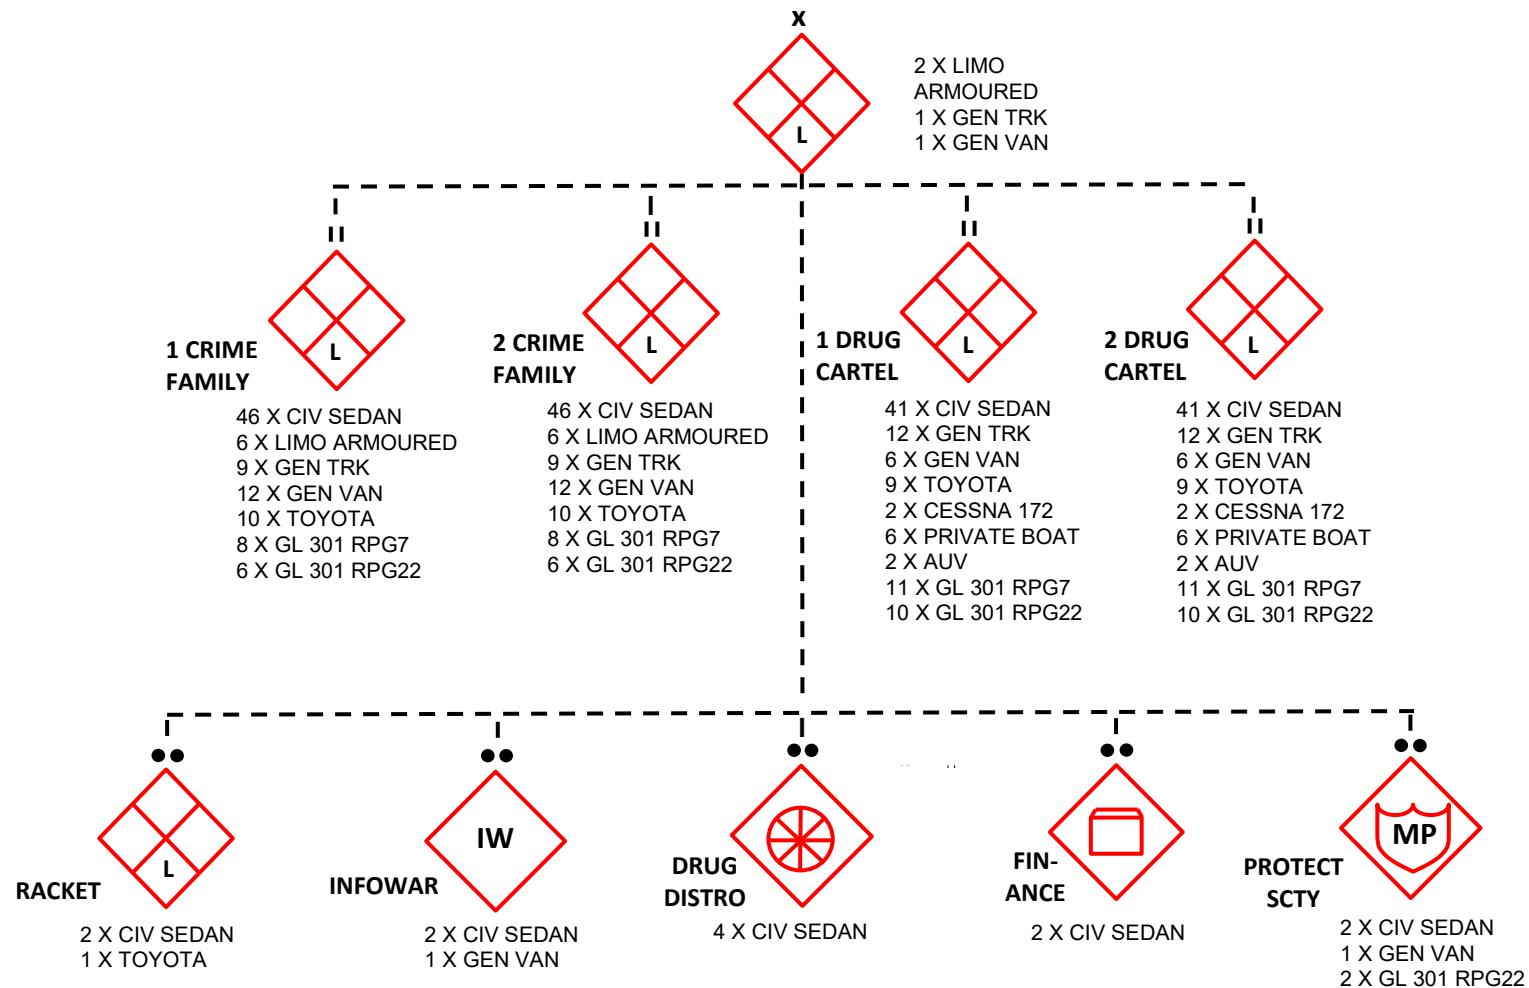 X
2 X LIMO
ARMOURED
1 X GEN TRK
1 X GEN VAN
L
1 CRIME
FAMILY
L
46 X CIV SEDAN
6 X LIMO ARMOURED
9 X GEN TRK
12 X GEN VAN
10 X TOYOTA
8 X GL 301 RPG7
6 X GL 301 RPG22
2 CRIME
FAMILY
L
46 X CIV SEDAN
6 X LIMO ARMOURED
9 X GEN TRK
12 X GEN VAN
10 X TOYOTA
8 X GL 301 RPG7
6 X GL 301 RPG22
1 DRUG
CARTEL
L
41 X CIV SEDAN
12 X GEN TRK
6 X GEN VAN
9 X TOYOTA
2 X CESSNA 172
6 X PRIVATE BOAT
2 X AUV
11 X GL 301 RPG7
10 X GL 301 RPG22
2 DRUG
CARTEL
L
41 X CIV SEDAN
12 X GEN TRK
6 X GEN VAN
9 X TOYOTA
2 X CESSNA 172
6 X PRIVATE BOAT
2 X AUV
11 X GL 301 RPG7
10 X GL 301 RPG22
RACKET
L
2 X CIV SEDAN
1 X TOYOTA
INFOWAR
IW
2 X CIV SEDAN
1 X GEN VAN
DRUG
DISTRO
4 X CIV SEDAN
FIN-
ANCE
2 X CIV SEDAN
PROTECT
SCTY
MP
2 X CIV SEDAN
1 X GEN VAN
2 X GL 301 RPG22